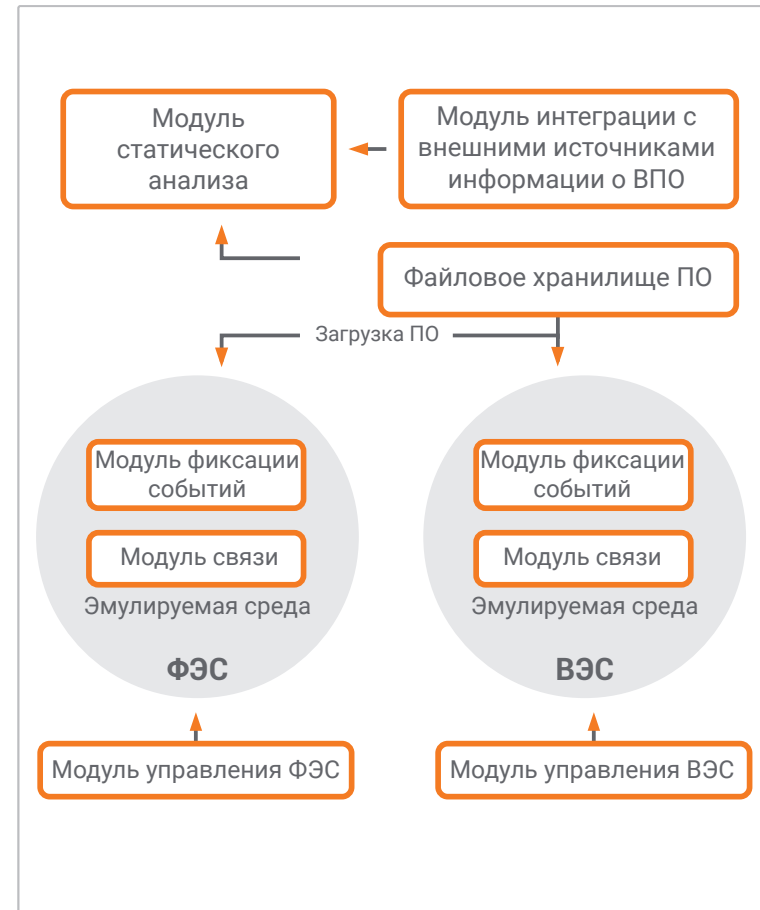 Модуль
статического
анализа
Модуль интеграции с
внешними источниками
информации о ВПО
Файловое хранилище ПО
Загрузка ПО
Модуль фиксации
событий
Модуль связи
Эмулируемая среда
ФЭС
Модуль фиксации
событий
Модуль связи
Эмулируемая среда
ВЭС
Модуль управления ФЭС
Модуль управления ВЭС